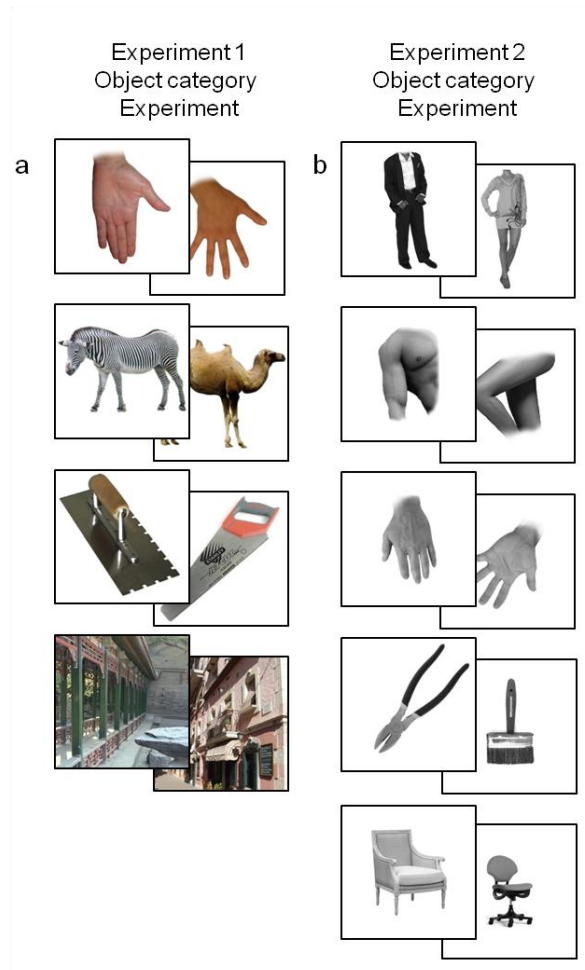 Experiment 1
Object category
Experiment
Experiment 2
Object category
Experiment
a
b